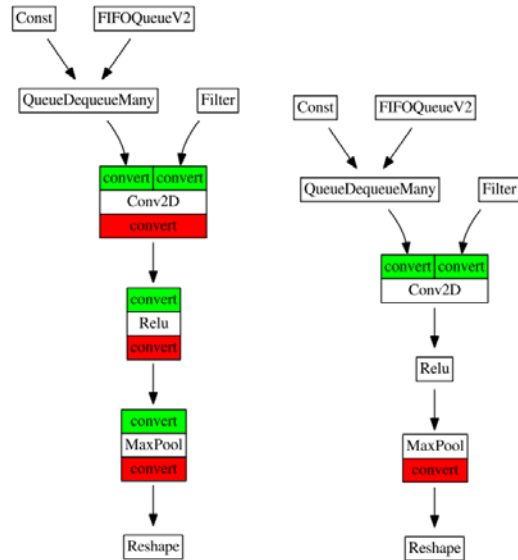 Const FIFOQueueV2
QueueDequeueMany Filter
convert convert
Conv2D
convert
convert
Relu
convert
convert
MaxPool
convert
Reshape
Const FIFOQueueV2
QueueDequeueMany Filter
convert convert
Conv2D
Relu
MaxPool
convert
Reshape